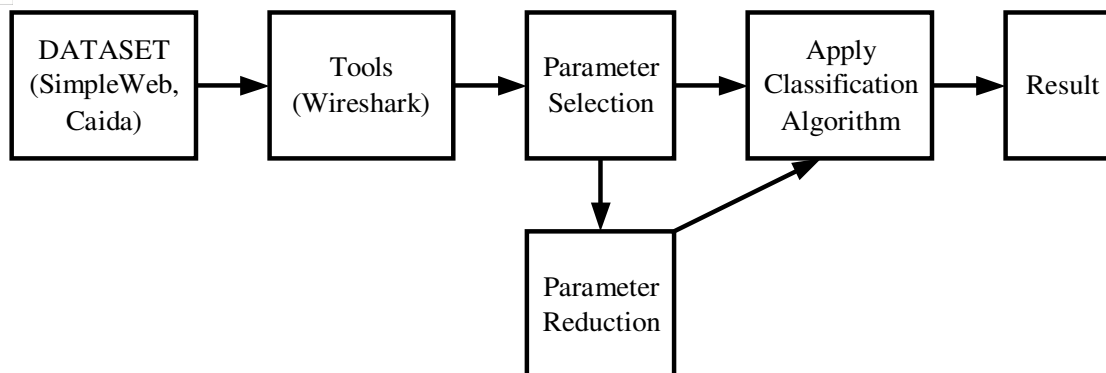 DATASET
(SimpleWeb,
Caida)
Tools
(Wireshark)
Parameter
Selection
Apply
Classification
Algorithm
Result
Parameter
Reduction